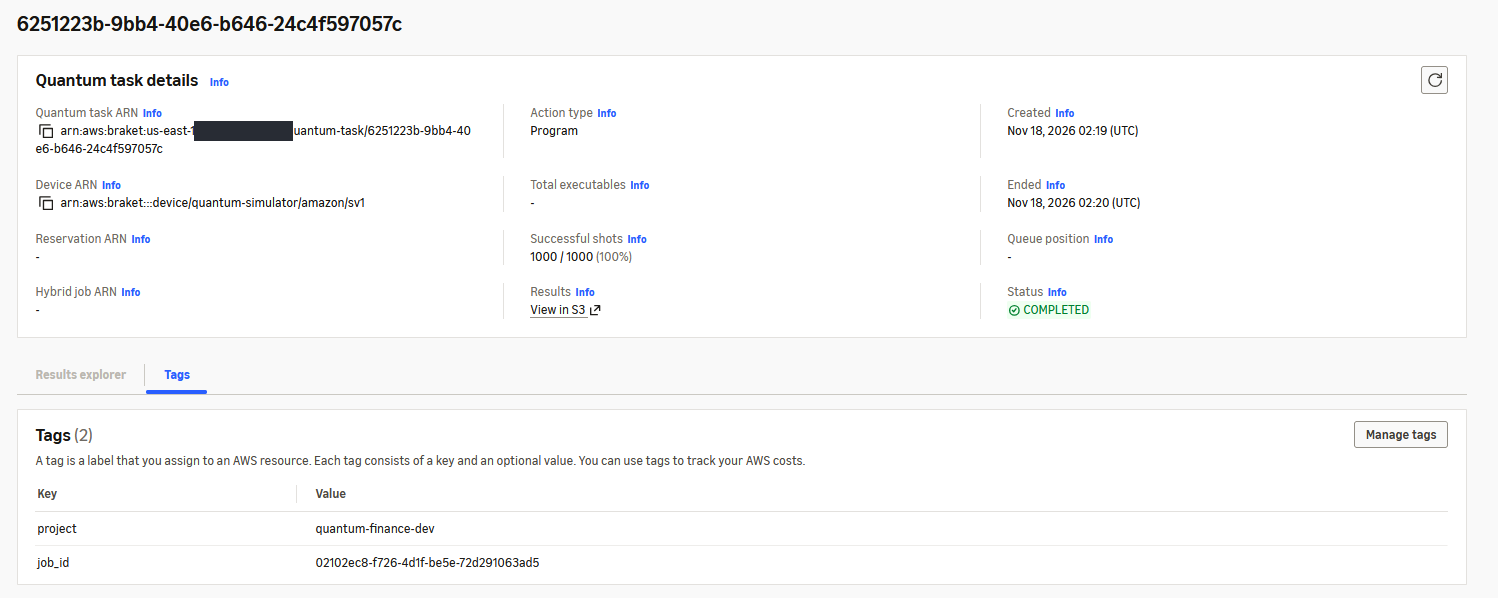 6251223b-9bb4-40e6-b646-24c4f597057c
Quantum task details Info
Quantum task ARN Info
arn:aws:braket:us-east-1 uantum-task/6251223b-9bb4-40
e6-b646-24c4f597057c
Action type Info
Program
Created Info
Nov 18, 2026 02:19 (UTC)
Device ARN Info
arn:aws:braket:::device/quantum-simulator/amazon/sv1
Total executables Info
-
Ended Info
Nov 18, 2026 02:20 (UTC)
Reservation ARN Info
-
Successful shots Info
1000 / 1000 (100%)
Queue position Info
-
Hybrid job ARN Info
-
Results Info
View in S3
Status Info
COMPLETED
Results explorer
Tags
Tags (2)
Manage tags
A tag is a label that you assign to an AWS resource. Each tag consists of a key and an optional value. You can use tags to track your AWS costs.
Key Value
project quantum-finance-dev
job_id 02102ec8-f726-4d1f-be5e-72d291063ad5